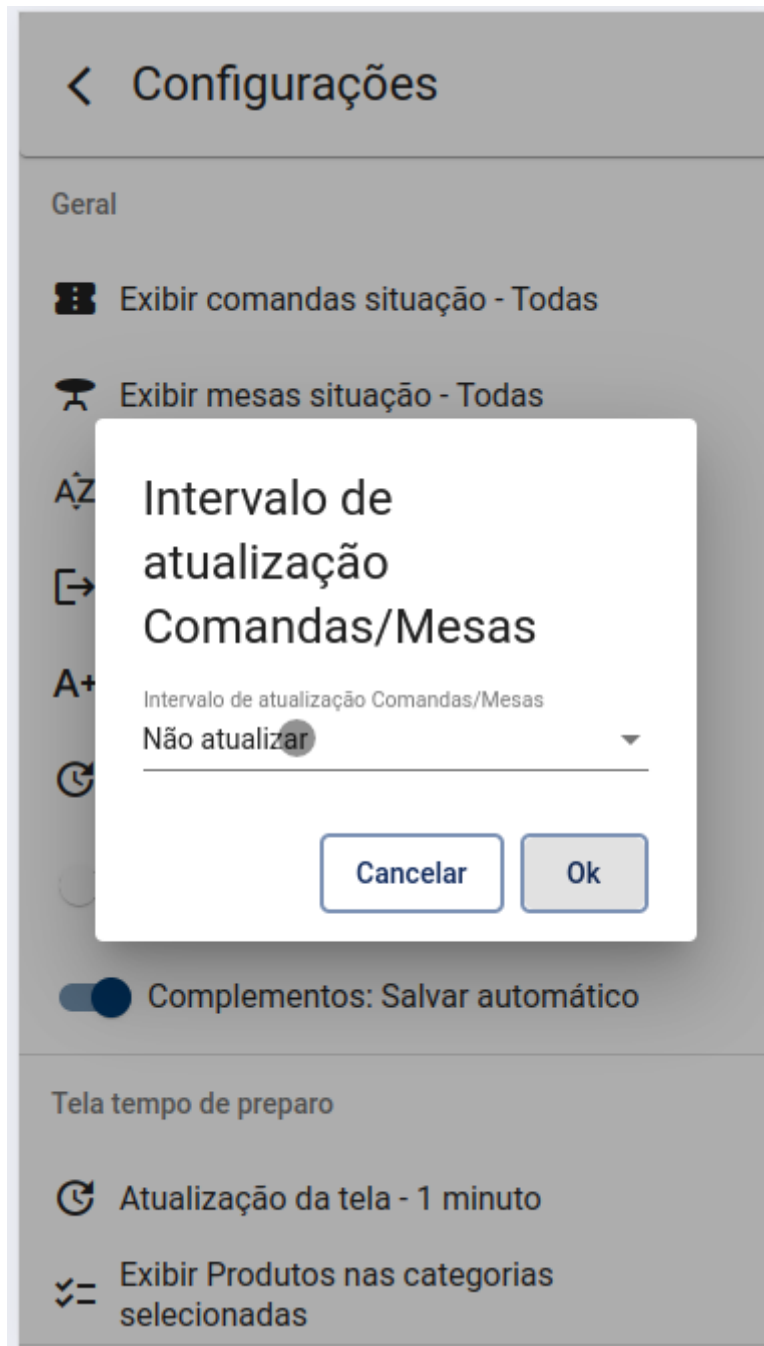 Configurações
Geral
Exibir comandas situação - Todas
Exibir mesas situação - Todas
AZ
A+
Intervalo de
atualização
Comandas/Mesas
Intervalo de atualização Comandas/Mesas
Não atualizar
Cancelar
Ok
Complementos: Salvar automático
Tela tempo de preparo
Atualização da tela - 1 minuto
Exibir Produtos nas categorias
selecionadas